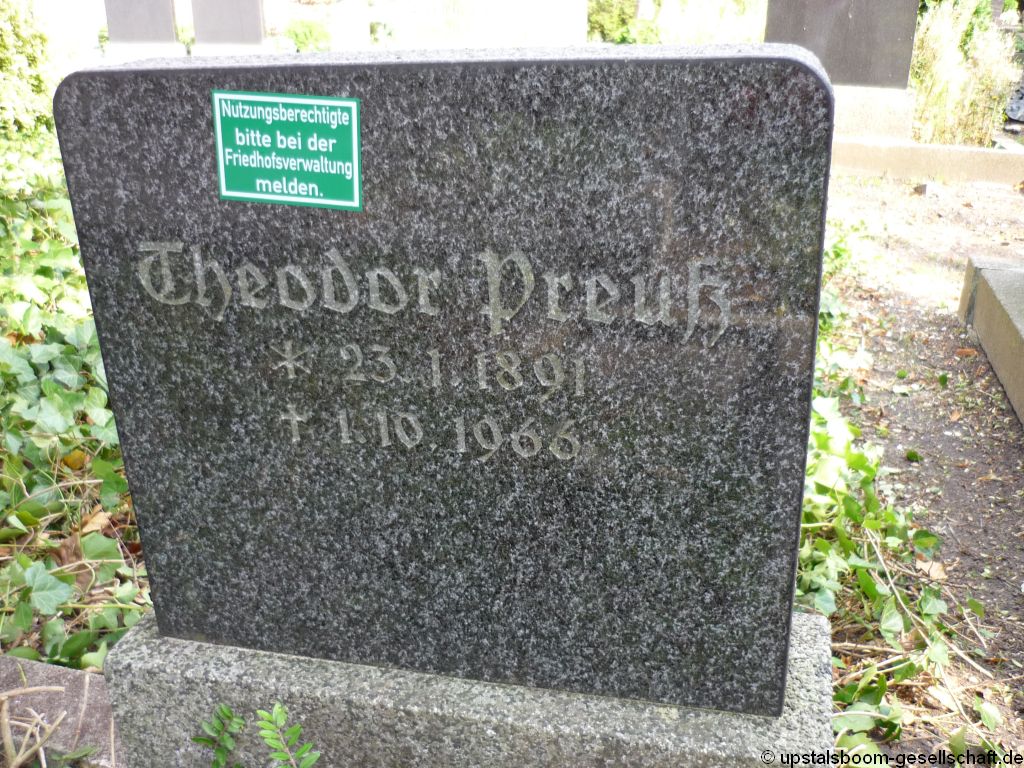 Nutzungsberechtigte
bitte bei der
Friedhofsverwaltung
melden.
Theodor Preuß
* 23. 1. 1891
† 1. 10. 1966
© upstalsboom-gesellschaft.de